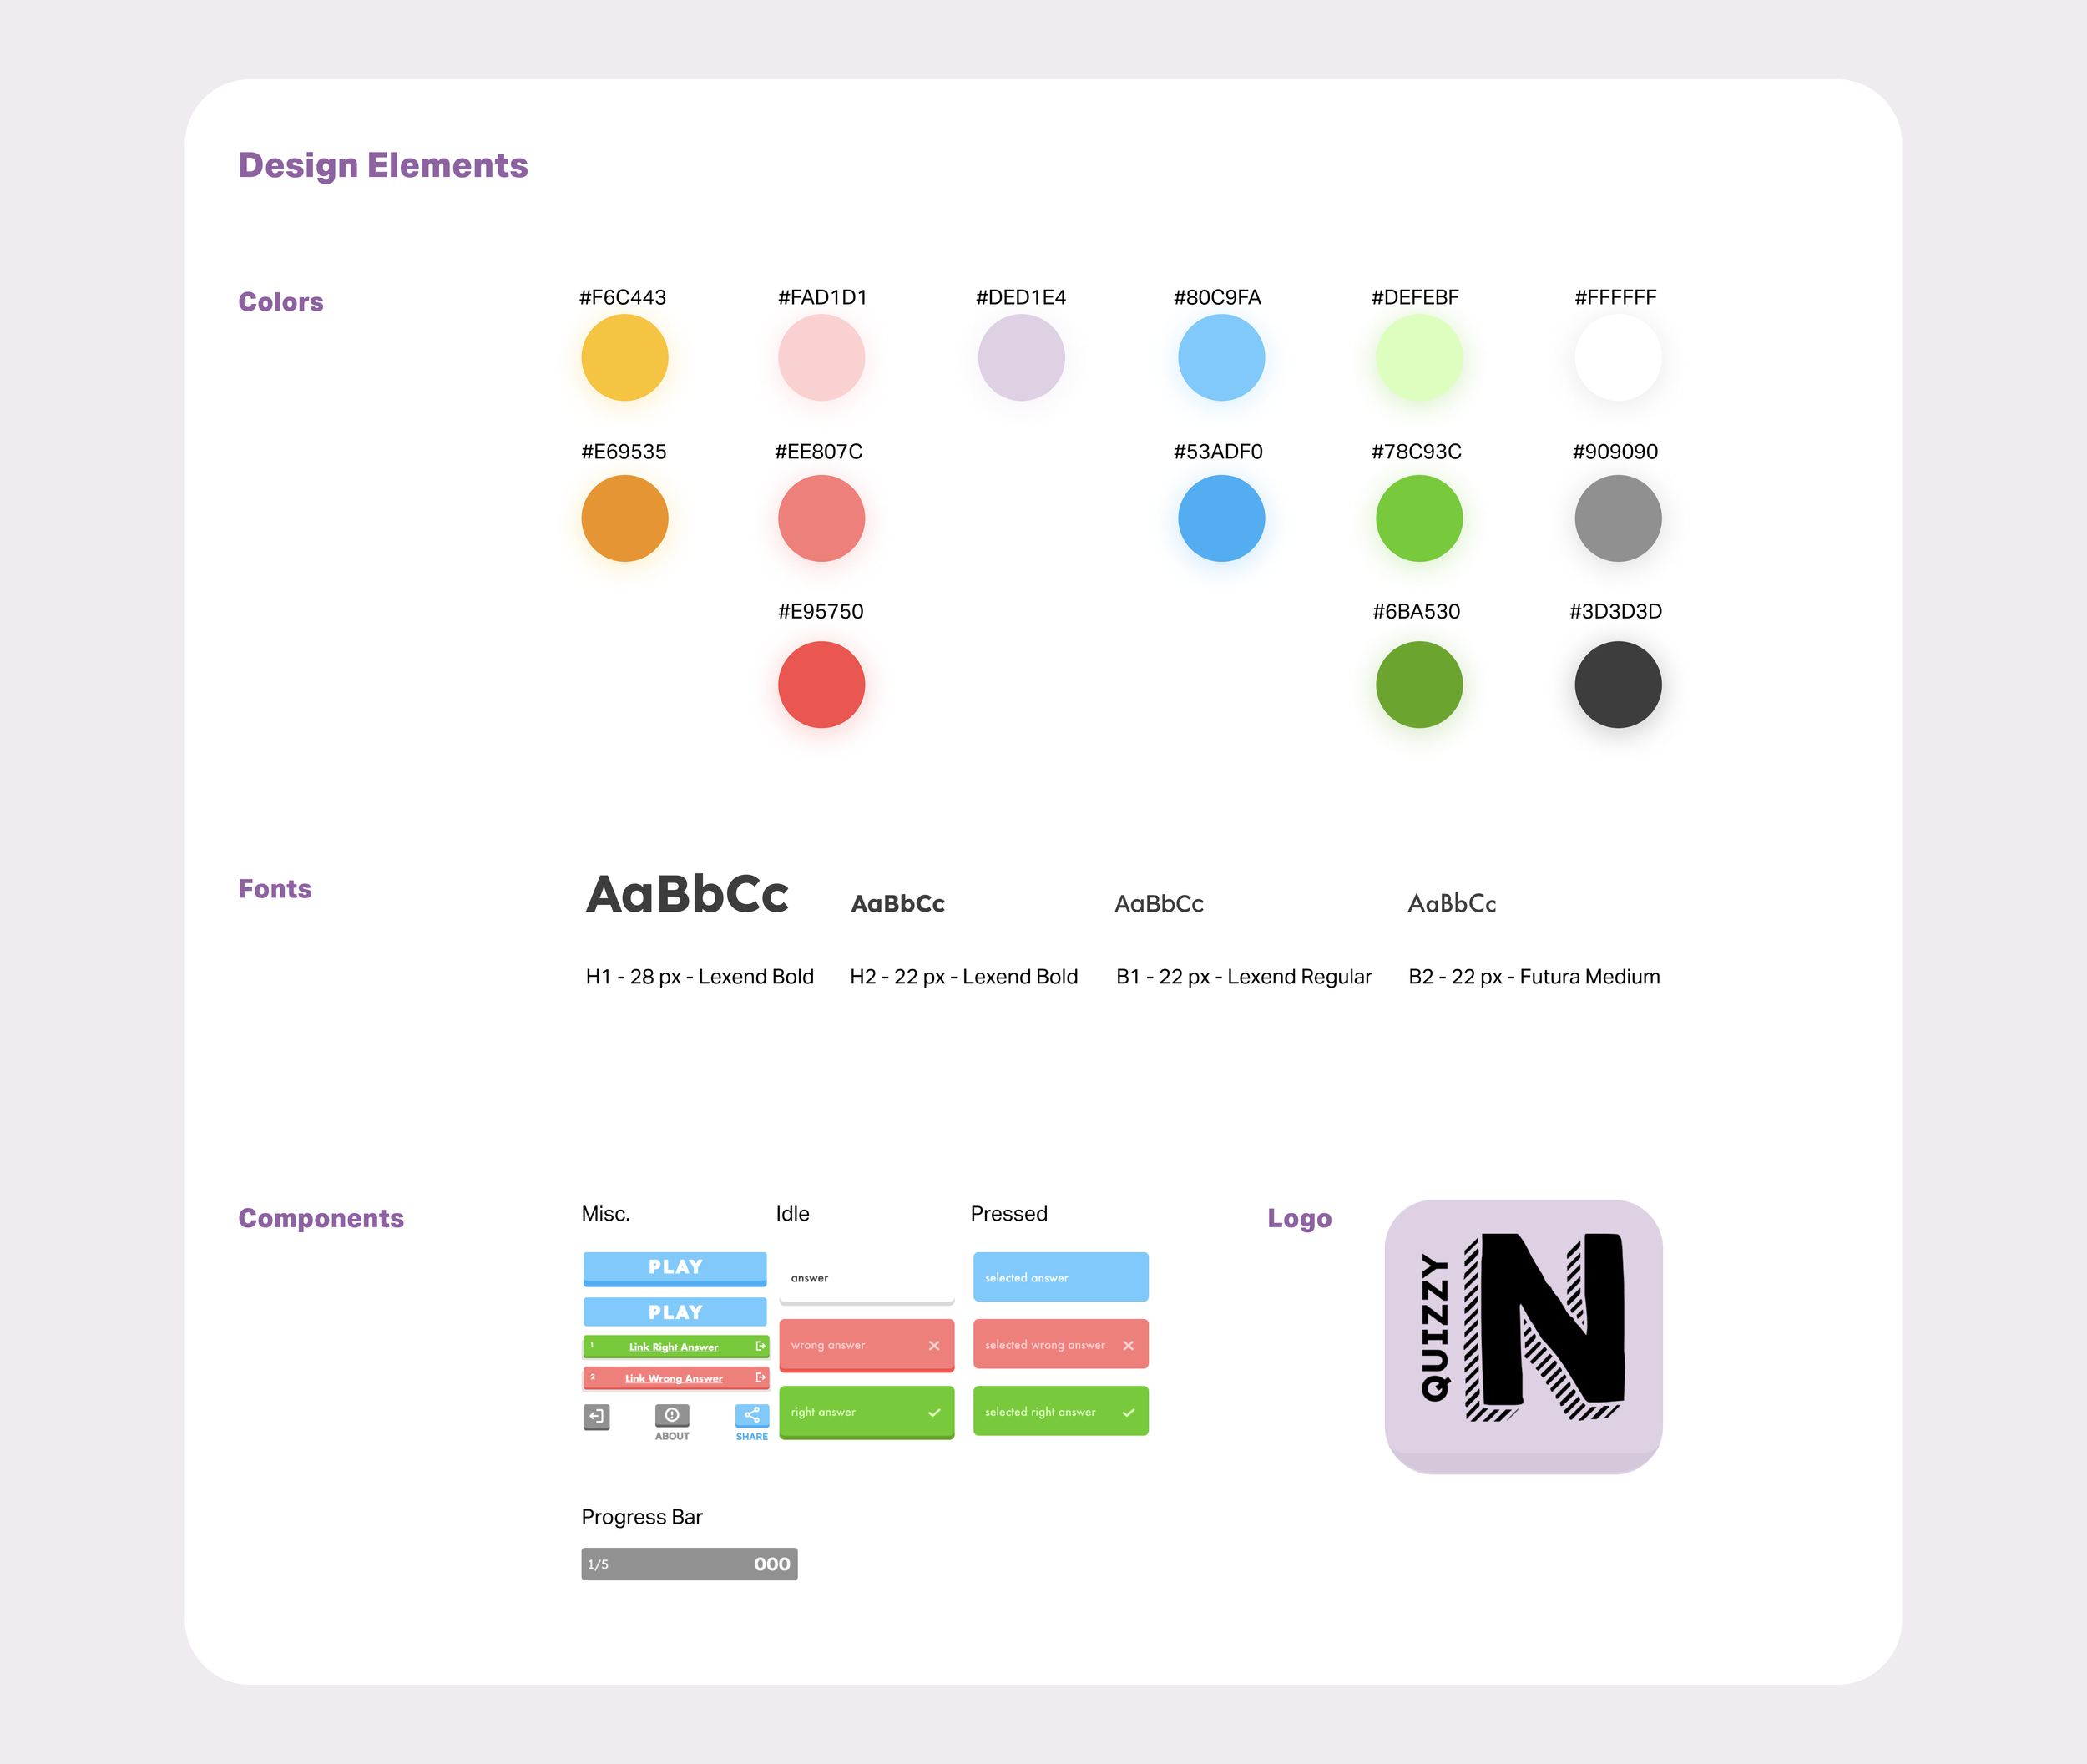 Design Elements
Colors
#F6C443 #FAD1D1 #DED1E4 #80C9FA #DEFEBF #FFFFFF
#E69535 #EE807C #53ADF0 #78C93C #909090
#E95750 #6BA530 #3D3D3D
Fonts
AaBbCc AaBbCc AaBbCc AaBbCc
H1 - 28 px - Lexend Bold H2 - 22 px - Lexend Bold B1 - 22 px - Lexend Regular B2 - 22 px - Futura Medium
Components
Misc. Idle Pressed
PLAY answer selected answer
PLAY
1 Link Right Answer wrong answer selected wrong answer
2 Link Wrong Answer
right answer selected right answer
ABOUT SHARE
Progress Bar
1/5 000
Logo
QUIZZY N